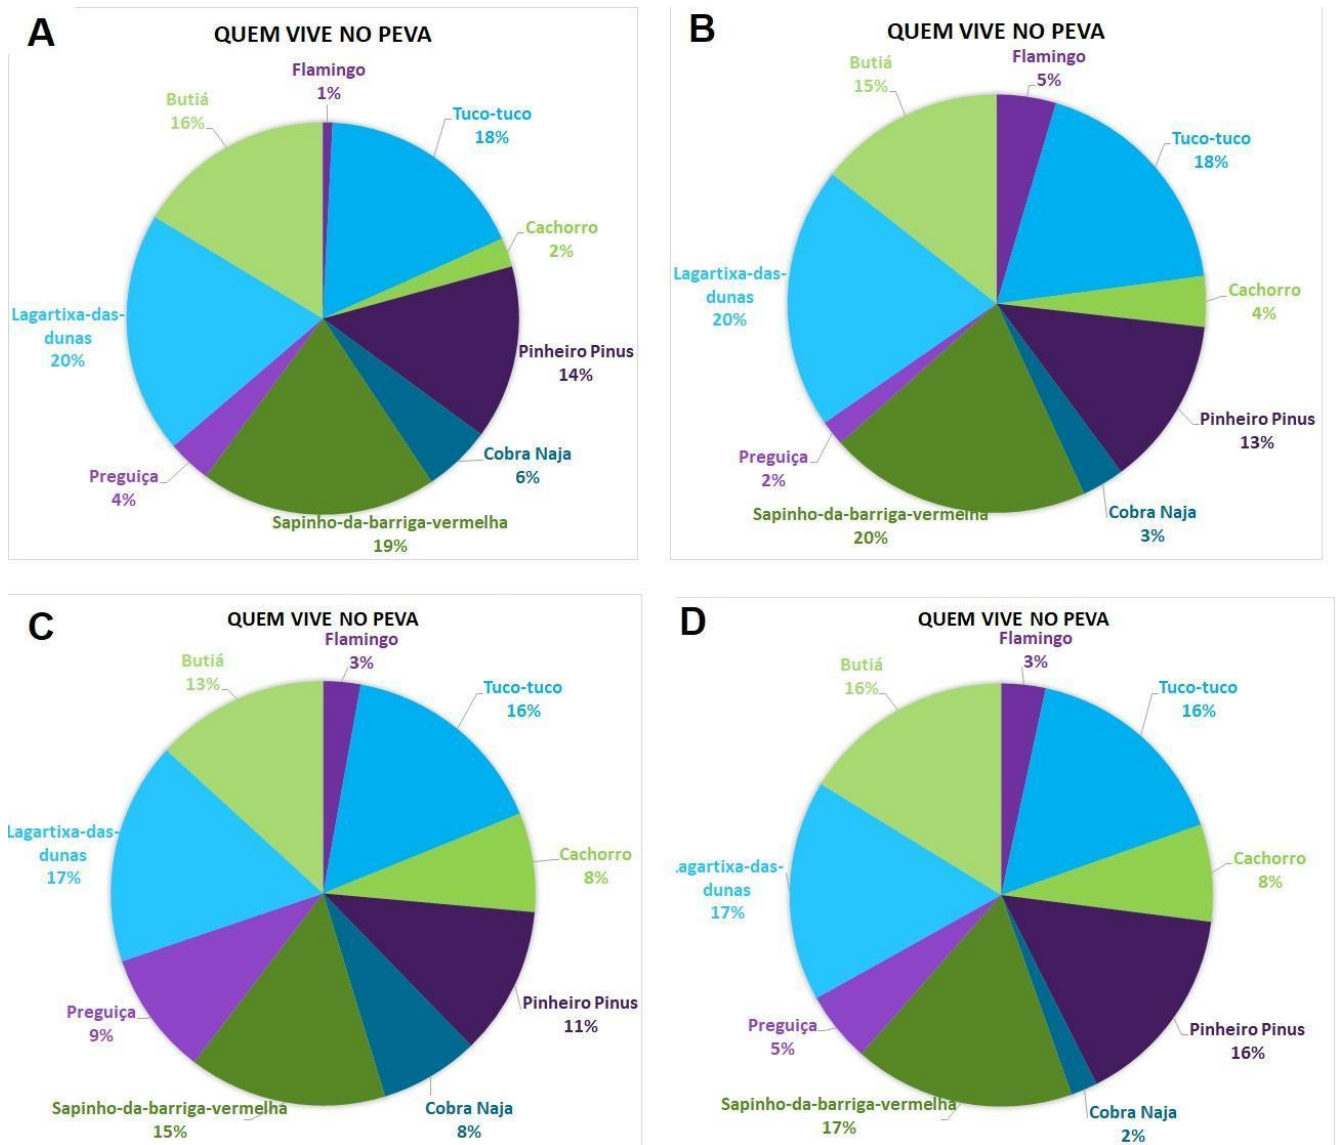 A
QUEM VIVE NO PEVA
Flamingo
1%
Butiá
16%
Tuco-tuco
18%
Cachorro
2%
Lagartixa-das-
dunas
20%
Pinheiro Pinus
14%
Cobra Naja
6%
Preguiça
4%
Sapinho-da-barriga-vermelha
19%
B
QUEM VIVE NO PEVA
Flamingo
5%
Butiá
15%
Tuco-tuco
18%
Lagartixa-das-
dunas
20%
Cachorro
4%
Pinheiro Pinus
13%
Preguiça
2%
Sapinho-da-barriga-vermelha
20%
Cobra Naja
3%
C
QUEM VIVE NO PEVA
Flamingo
3%
Butiá
13%
Tuco-tuco
16%
Lagartixa-das-
dunas
17%
Cachorro
8%
Pinheiro Pinus
11%
Preguiça
9%
Sapinho-da-barriga-vermelha
15%
Cobra Naja
8%
D
QUEM VIVE NO PEVA
Flamingo
3%
Butiá
16%
Tuco-tuco
16%
agartixa-das-
dunas
17%
Cachorro
8%
Preguiça
5%
Pinheiro Pinus
16%
Sapinho-da-barriga-vermelha
17%
Cobra Naja
2%